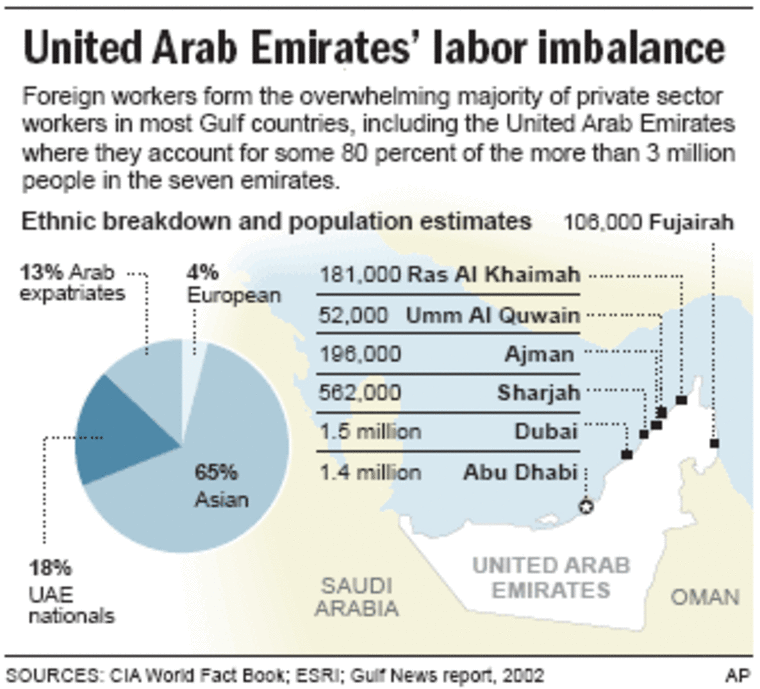 United Arab Emirates' labor imbalance
Foreign workers form the overwhelming majority of private sector
workers in most Gulf countries, including the United Arab Emirates
where they account for some 80 percent of the more than 3 million
people in the seven emirates.
Ethnic breakdown and population estimates
106,000 Fujairah
13% Arab
expatriates
4%
European
65%
Asian
18%
UAE
nationals
181,000 Ras Al Khaimah
52,000 Umm Al Quwain
196,000 Ajman
562,000 Sharjah
1.5 million Dubai
1.4 million Abu Dhabi
UNITED ARAB
EMIRATES
SAUDI
ARABIA
OMAN
SOURCES: CIA World Fact Book; ESRI; Gulf News report, 2002
AP